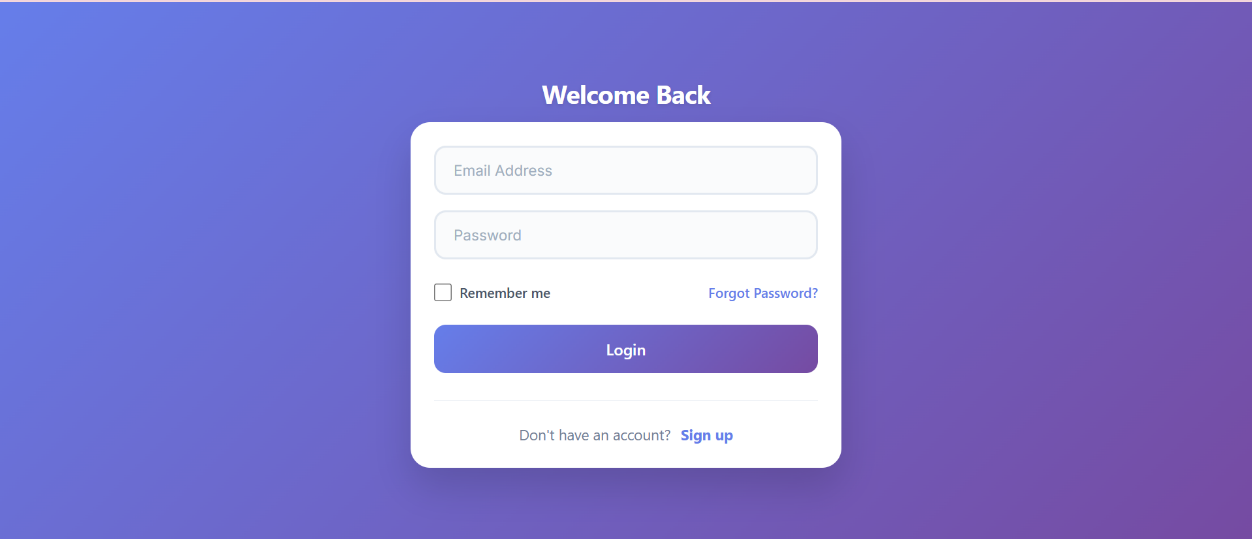 Welcome Back
Email Address
Password
Remember me Forgot Password?
Login
Don't have an account? Sign up